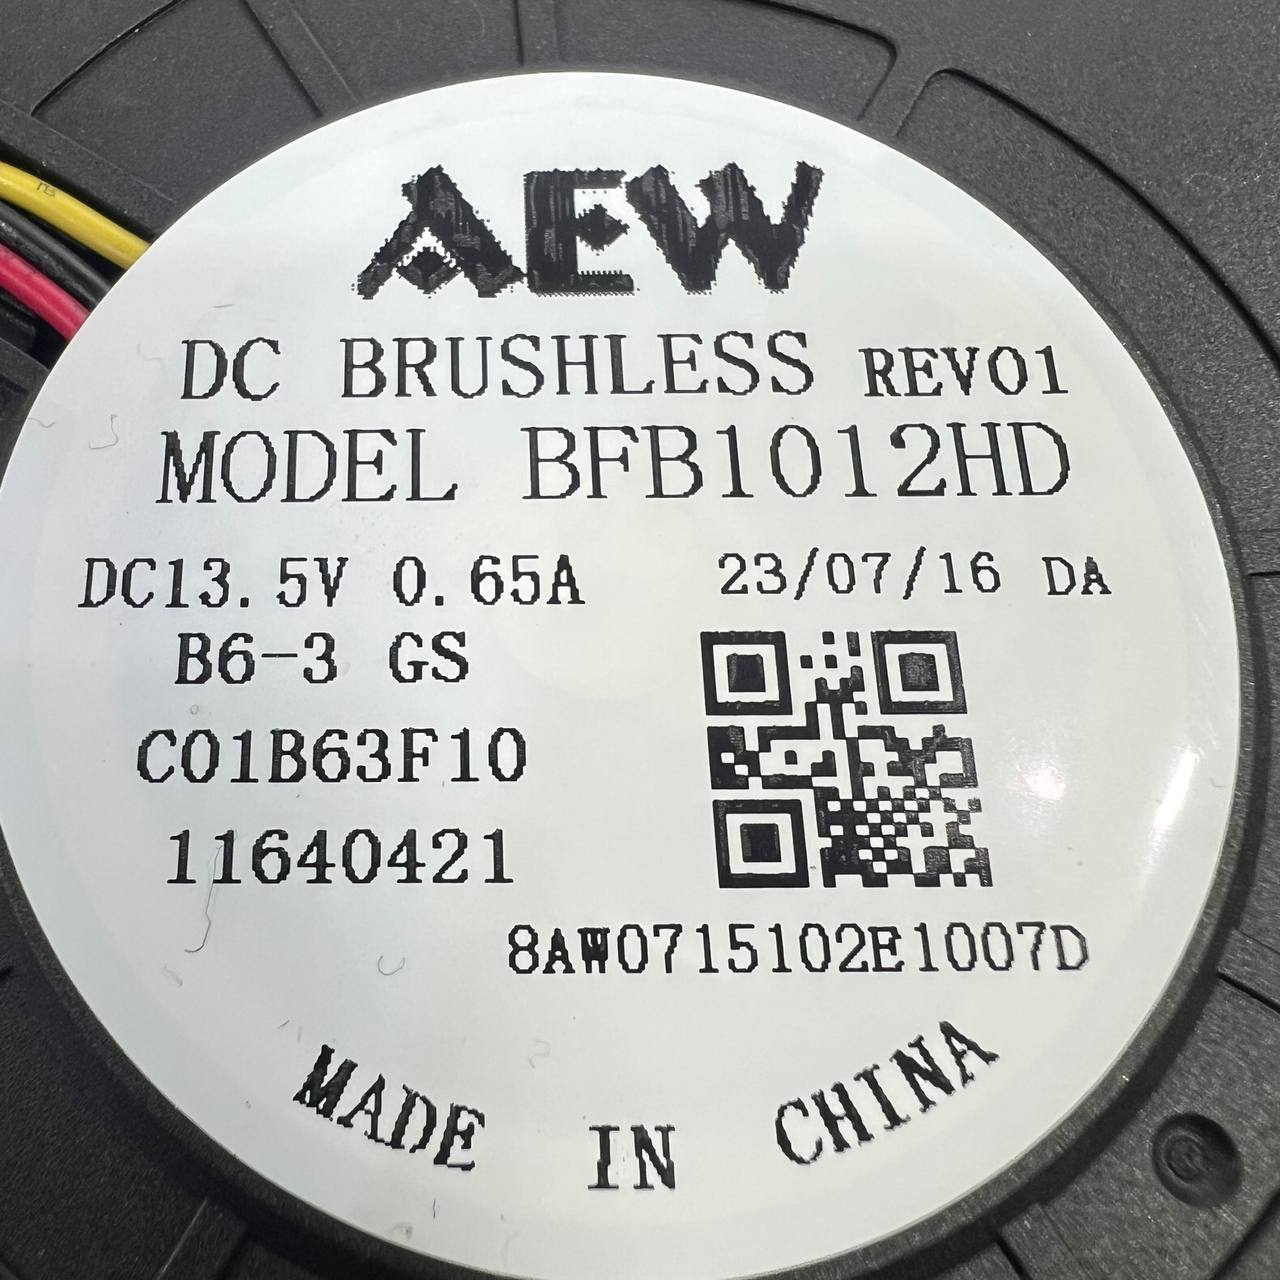 AEW
DC BRUSHLESS REV01
MODEL BFB1012HD
DC13.5V 0.65A 23/07/16 DA
B6-3 GS
C01B63F10
11640421
8AW0715102E1007D
MADE IN CHINA